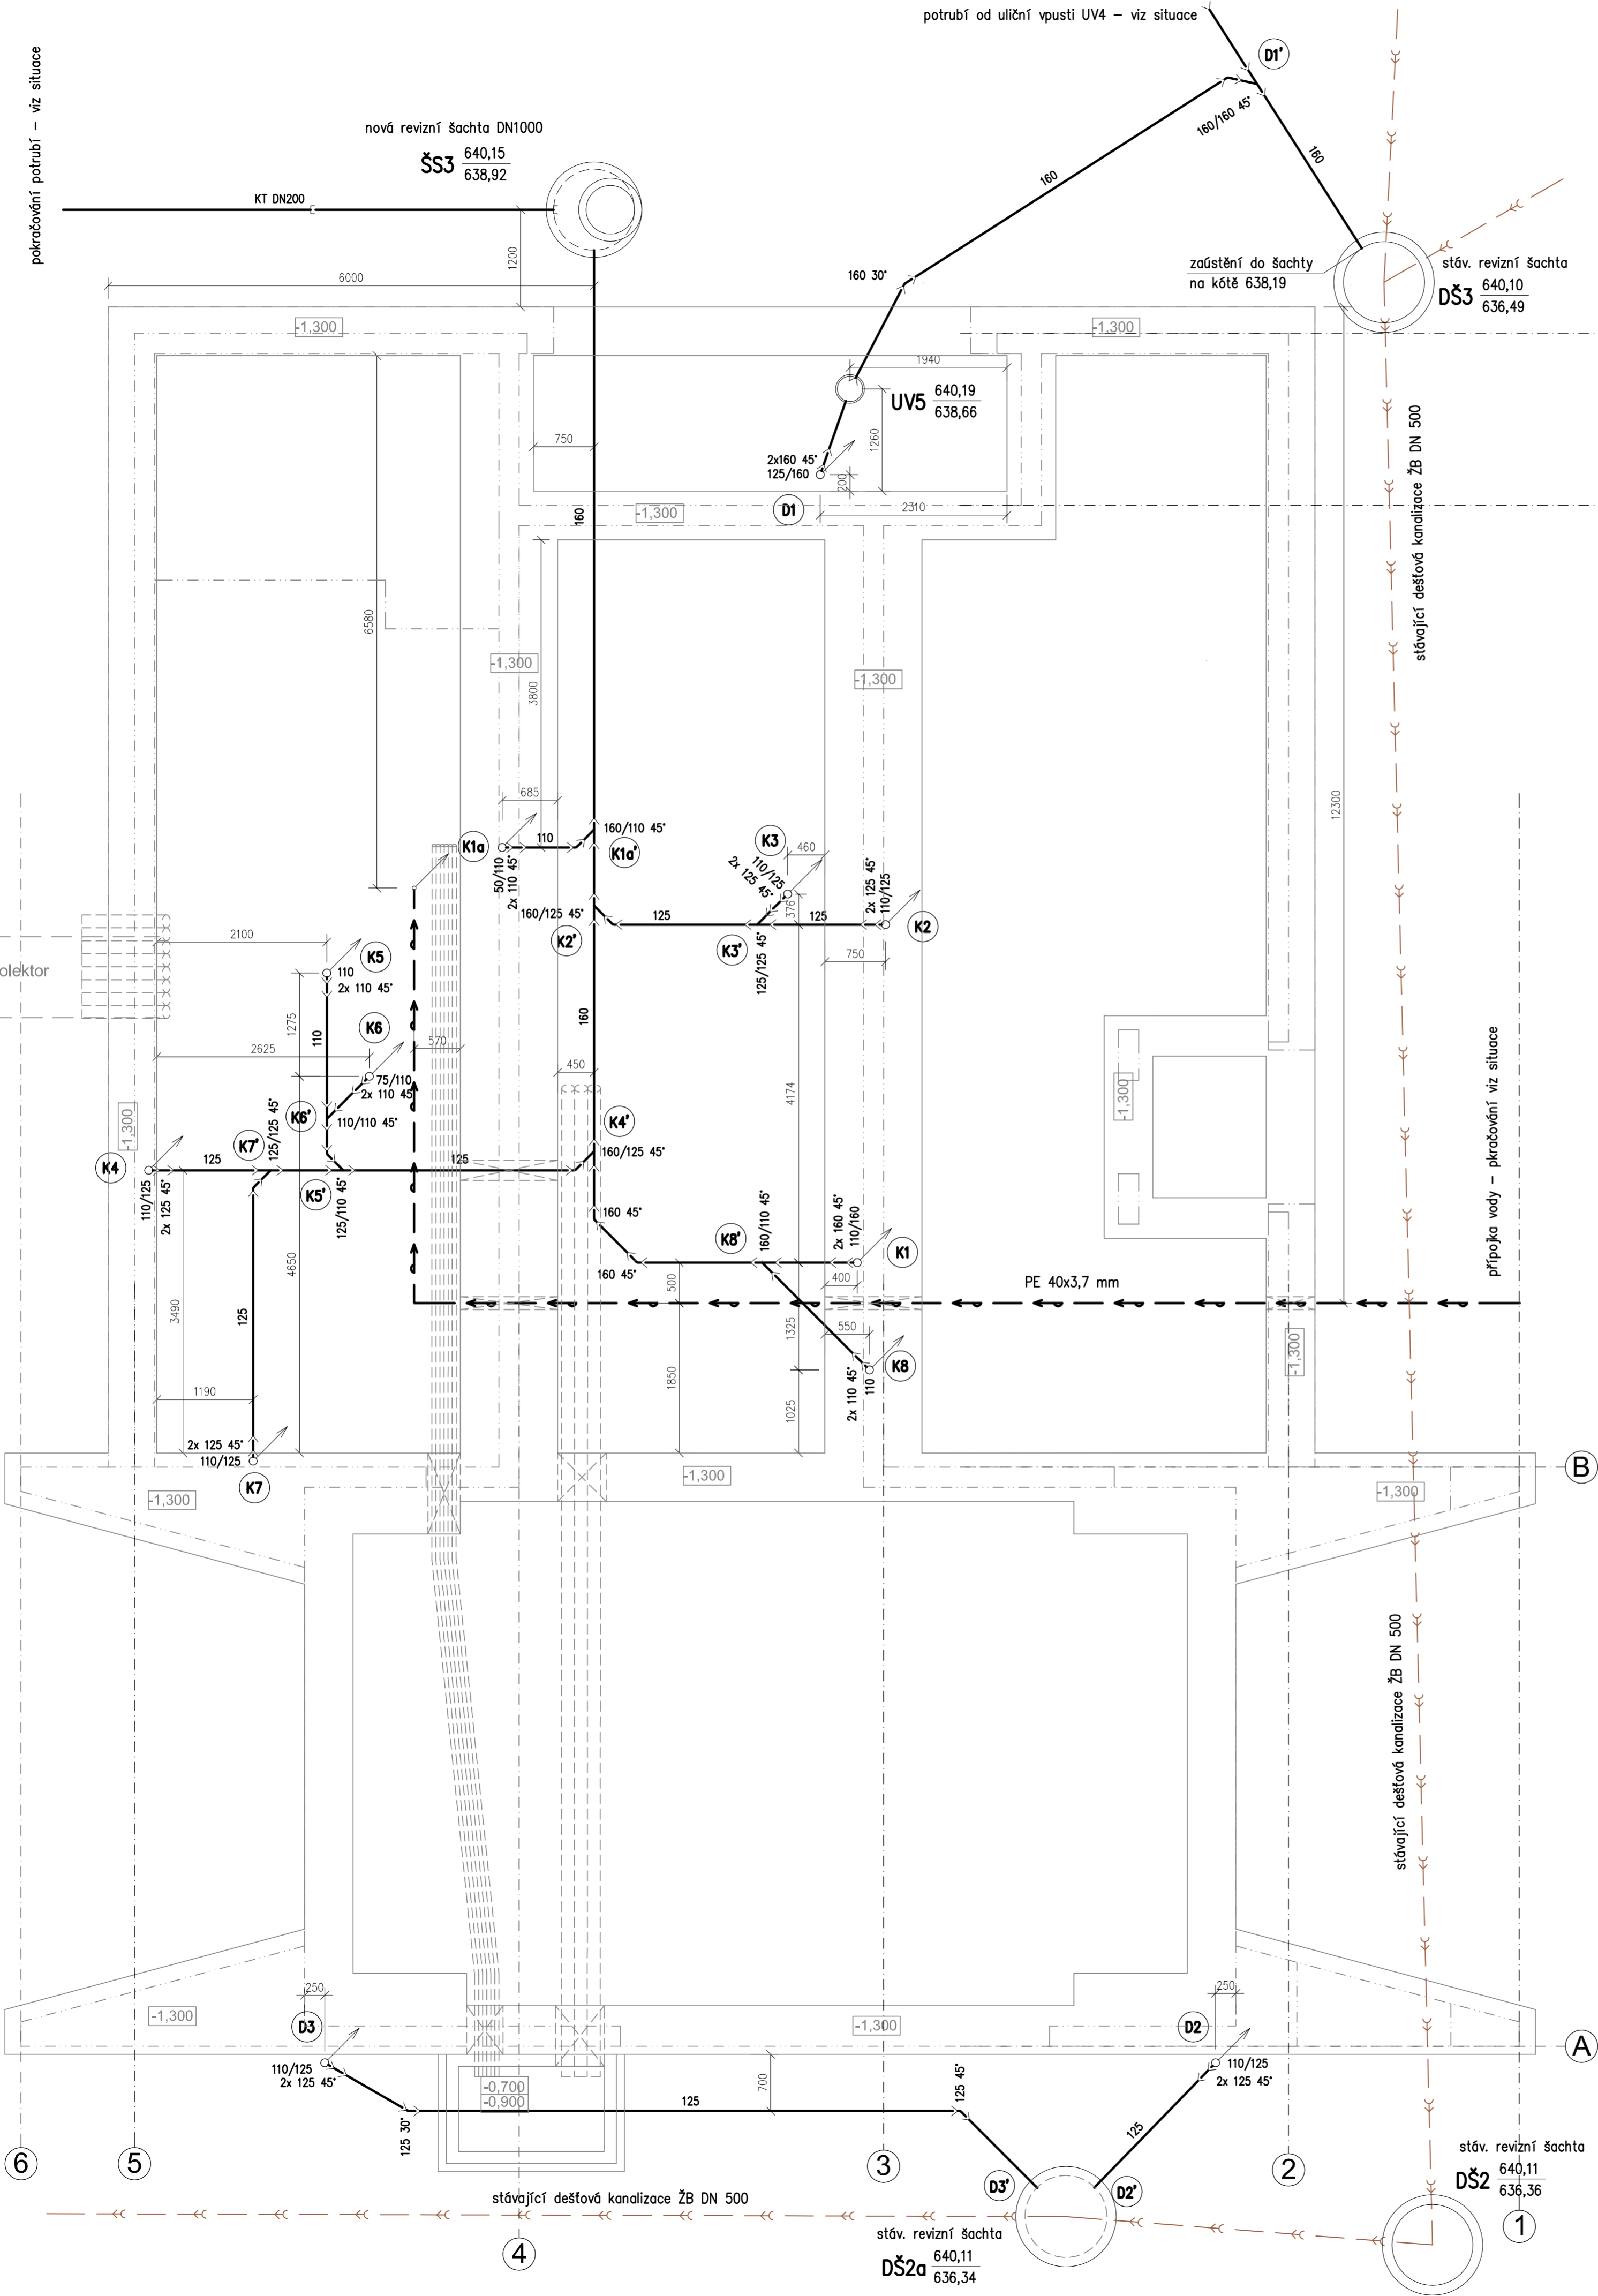 potrubí od uliční vpusti UV4 – viz situace
D1'
pokračování potrubí – viz situace
nová revizní šachta DN1000
ŠS3 640,15
638,92
160/160 45°
160
160
KT DN200
1200
6000
160 30°
zaústění do šachty
na kótě 638,19
stáv. revizní šachta
DŠ3 640,10
636,49
-1,300
-1,300
1940
UV5 640,19
638,66
1260
750
2x160 45°
125/160
200
D1
2310
-1,300
160
stávající dešťová kanalizace ŽB DN 500
6580
3800
-1,300
-1,300
12300
685
K1a
110
160/110 45°
K1a'
50/110
2x 110 45°
K3
460
110/125
2x 125 45°
376
2x 125 45°
110/125
160/125 45°
125
125
K2'
K3'
125/125 45°
K2
750
2100
K5
110
2x 110 45°
olektor
1275
110
K6
2625
570
75/110
2x 110 45°
160
450
4174
-1,300
přípojka vody – pkračování viz situace
K6'
110/110 45°
-1,300
K7'
125/125 45°
K4'
160/125 45°
K4
125
125
K5'
110/125
2x 125 45°
125/110 45°
160 45°
K8'
160/110 45°
2x 160 45°
110/160
K1
160 45°
500
400
PE 40x3,7 mm
4650
3490
125
1325
550
-1,300
1850
K8
1190
2x 110 45°
110
1025
2x 125 45°
110/125
K7
-1,300
-1,300
-1,300
B
stávající dešťová kanalizace ŽB DN 500
250
250
-1,300
D3
-1,300
D2
A
110/125
2x 125 45°
110/125
2x 125 45°
-0,700
-0,900
700
125
125 45°
125 30°
125
6
5
3
2
stáv. revizní šachta
DŠ2 640,11
636,36
D3'
D2'
stávající dešťová kanalizace ŽB DN 500
4
1
stáv. revizní šachta
DŠ2a 640,11
636,34